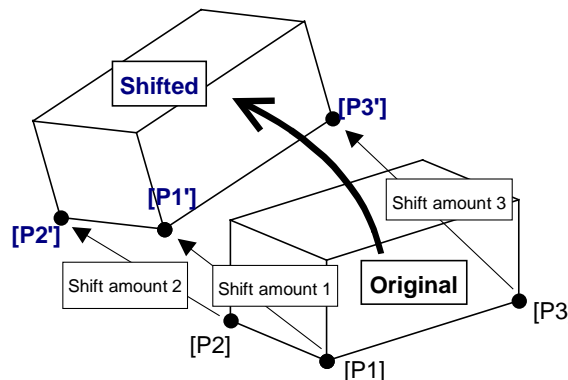 Shifted
[P3']
[P1']
Shift amount 3
[P2']
Shift amount 2
Shift amount 1
Original
[P3
[P2]
[P1]